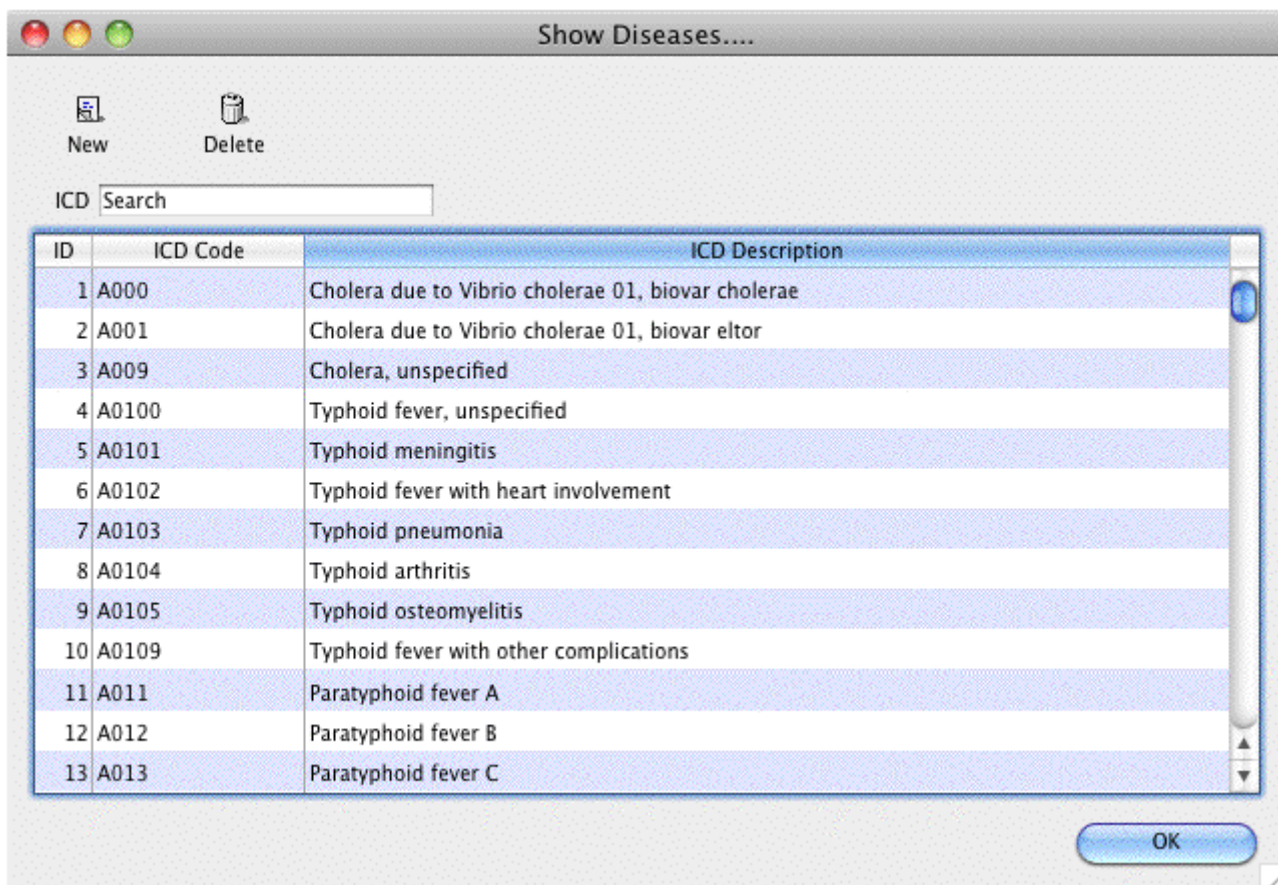 Show Diseases....
New Delete
ICD Search
ID ICD Code ICD Description
1 A000 Cholera due to Vibrio cholerae 01, biovar cholerae
2 A001 Cholera due to Vibrio cholerae 01, biovar eltor
3 A009 Cholera, unspecified
4 A0100 Typhoid fever, unspecified
5 A0101 Typhoid meningitis
6 A0102 Typhoid fever with heart involvement
7 A0103 Typhoid pneumonia
8 A0104 Typhoid arthritis
9 A0105 Typhoid osteomyelitis
10 A0109 Typhoid fever with other complications
11 A011 Paratyphoid fever A
12 A012 Paratyphoid fever B
13 A013 Paratyphoid fever C
OK